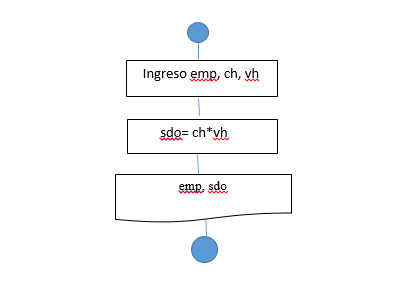 Ingreso emp, ch, vh
sdo= ch*vh
emp, sdo